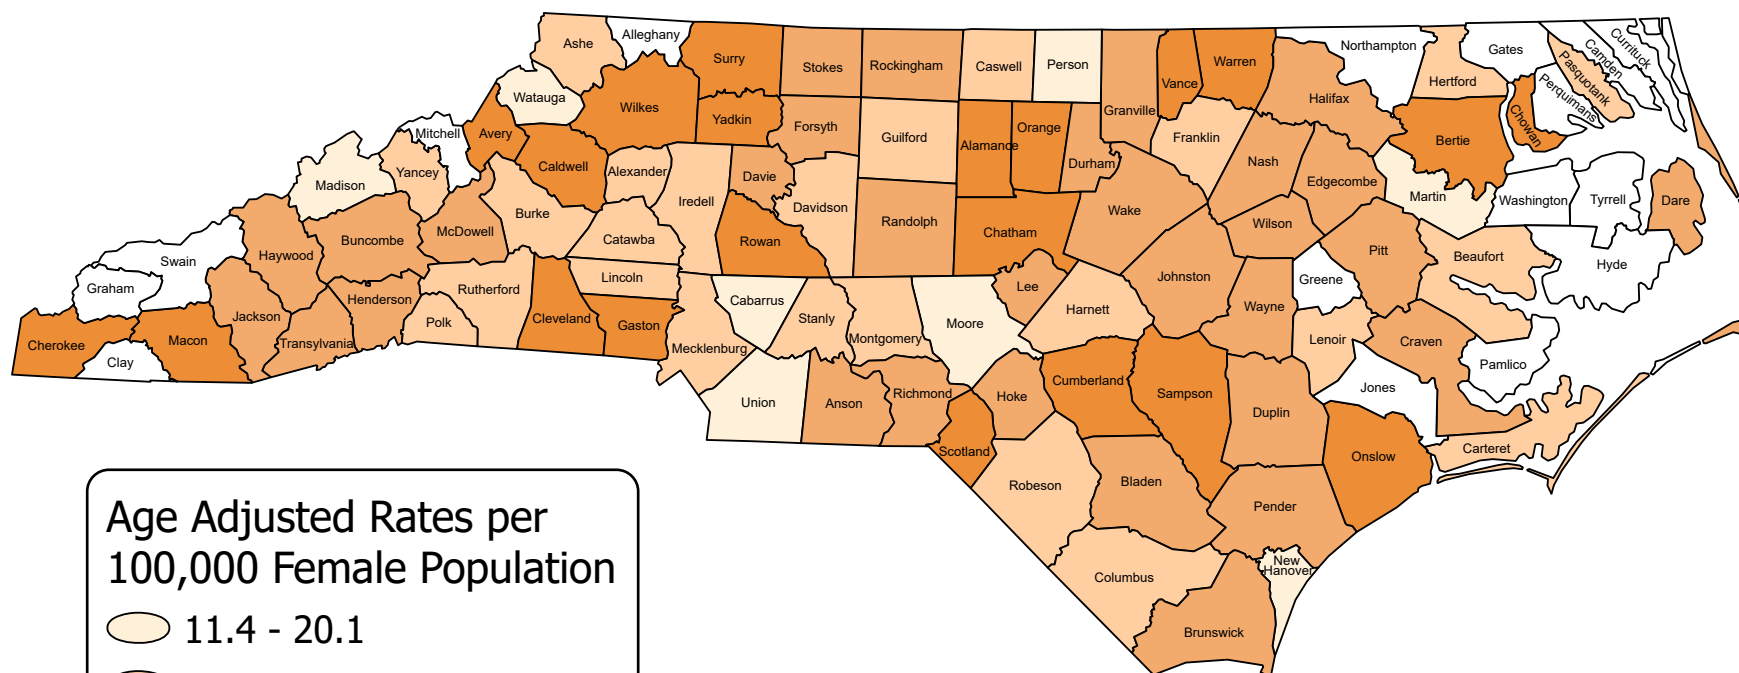 Ashe
Alleghany
Surry
Stokes
Rockingham
Caswell
Person
Granville
Vance
Warren
Northampton
Hertford
Gates
Pasquotank
Camden
Currituck
Perquimans
Chowan
Watauga
Wilkes
Yadkin
Forsyth
Guilford
Alamance
Orange
Durham
Franklin
Halifax
Bertie
Mitchell
Avery
Caldwell
Alexander
Iredell
Davie
Davidson
Randolph
Chatham
Wake
Nash
Edgecombe
Martin
Washington
Tyrrell
Dare
Madison
Yancey
McDowell
Burke
Catawba
Rowan
Wilson
Pitt
Beaufort
Hyde
Swain
Haywood
Buncombe
Rutherford
Lincoln
Cabarrus
Stanly
Montgomery
Moore
Lee
Harnett
Johnston
Wayne
Greene
Lenoir
Craven
Pamlico
Graham
Jackson
Henderson
Transylvania
Polk
Cleveland
Gaston
Mecklenburg
Cherokee
Clay
Macon
Union
Anson
Richmond
Scotland
Hoke
Cumberland
Sampson
Duplin
Jones
Onslow
Carteret
Robeson
Bladen
Pender
Columbus
Brunswick
New
Hanover
Age Adjusted Rates per
100,000 Female Population
11.4 - 20.1